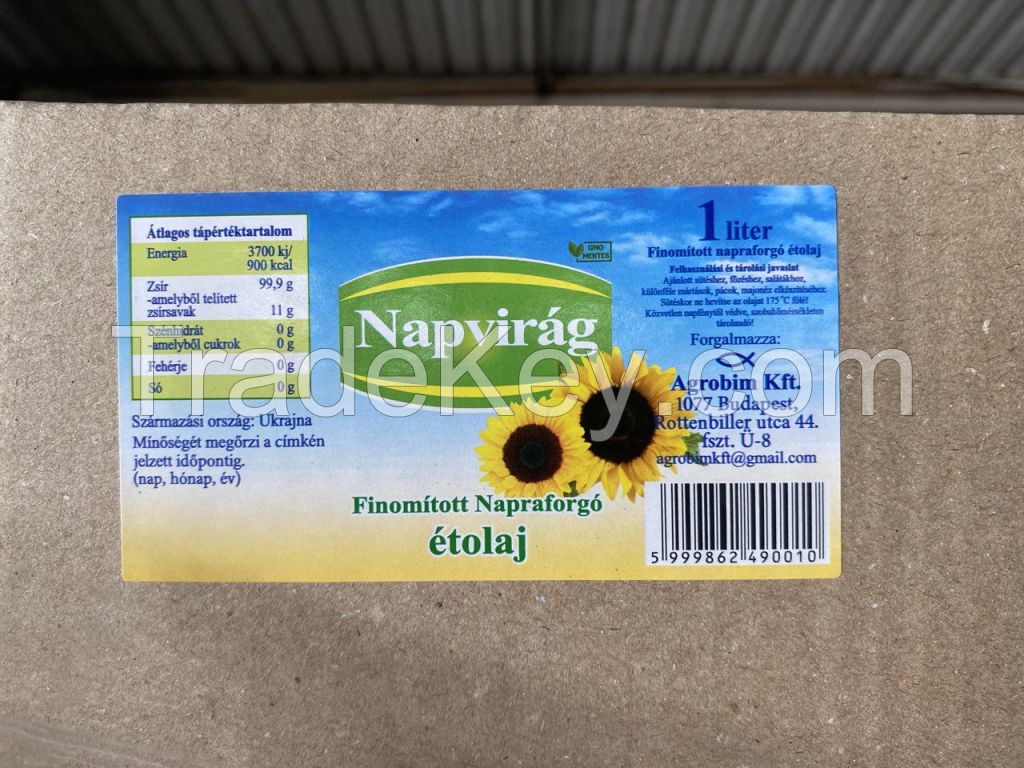 Átlagos tápértéktartalom
Energia 3700 kj/
900 kcal
Zsír 99,9 g
-amelyből telített
zsírsavak 11 g
Szénhidrát 0 g
-amelyből cukrok 0 g
Fehérje 0 g
Só 0 g
Származási ország: Ukrajna
Minőségét megőrzi a címkén
jelzett időpontig.
(nap, hónap, év)
GMO
MENTES
Napvirág
Finomított Napraforgó
étolaj
1 liter
Finomított napraforgó étolaj
Felhasználási és tárolási javaslat
Ajánlott sütéshez, főzéshez, salátákhoz,
különféle mártások, pácok, majonéz elkészítéséhez.
Sütéskor ne hevítse az olajat 175 °C fölé!
Közvetlen napfénytől védve, szobahőmérsékleten
tárolandó!
Forgalmazza:
Agrobim Kft.
1077 Budapest,
Rottenbiller utca 44.
fszt. Ü-8
agrobimkft@gmail.com
5 999862 490010
TradeKey.com